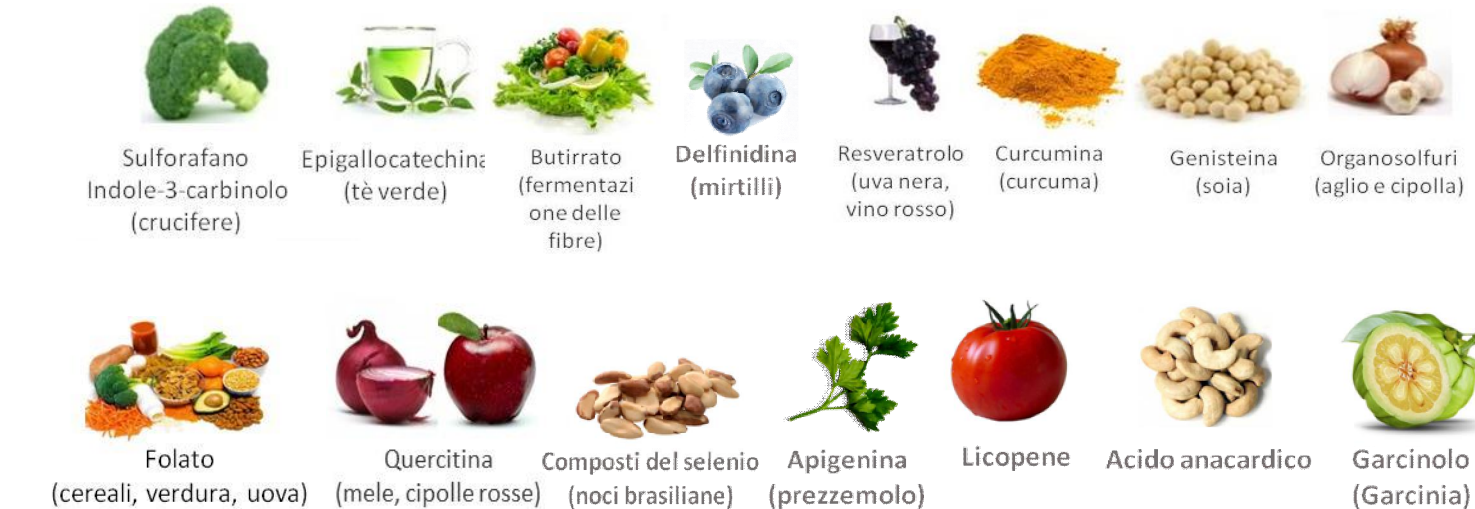 Sulforafano
Indole-3-carbinolo
(crucifere)
Epigallocatechina
(tè verde)
Butirrato
(fermentazi
one delle
fibre)
Delfinidina
(mirtilli)
Resveratrolo
(uva nera,
vino rosso)
Curcumina
(curcuma)
Genisteina
(soia)
Organosolfuri
(aglio e cipolla)
Folato
(cereali, verdura, uova)
Quercitina
(mele, cipolle rosse)
Composti del selenio
(noci brasiliane)
Apigenina
(prezzemolo)
Licopene
Acido anacardico
Garcinolo
(Garcinia)